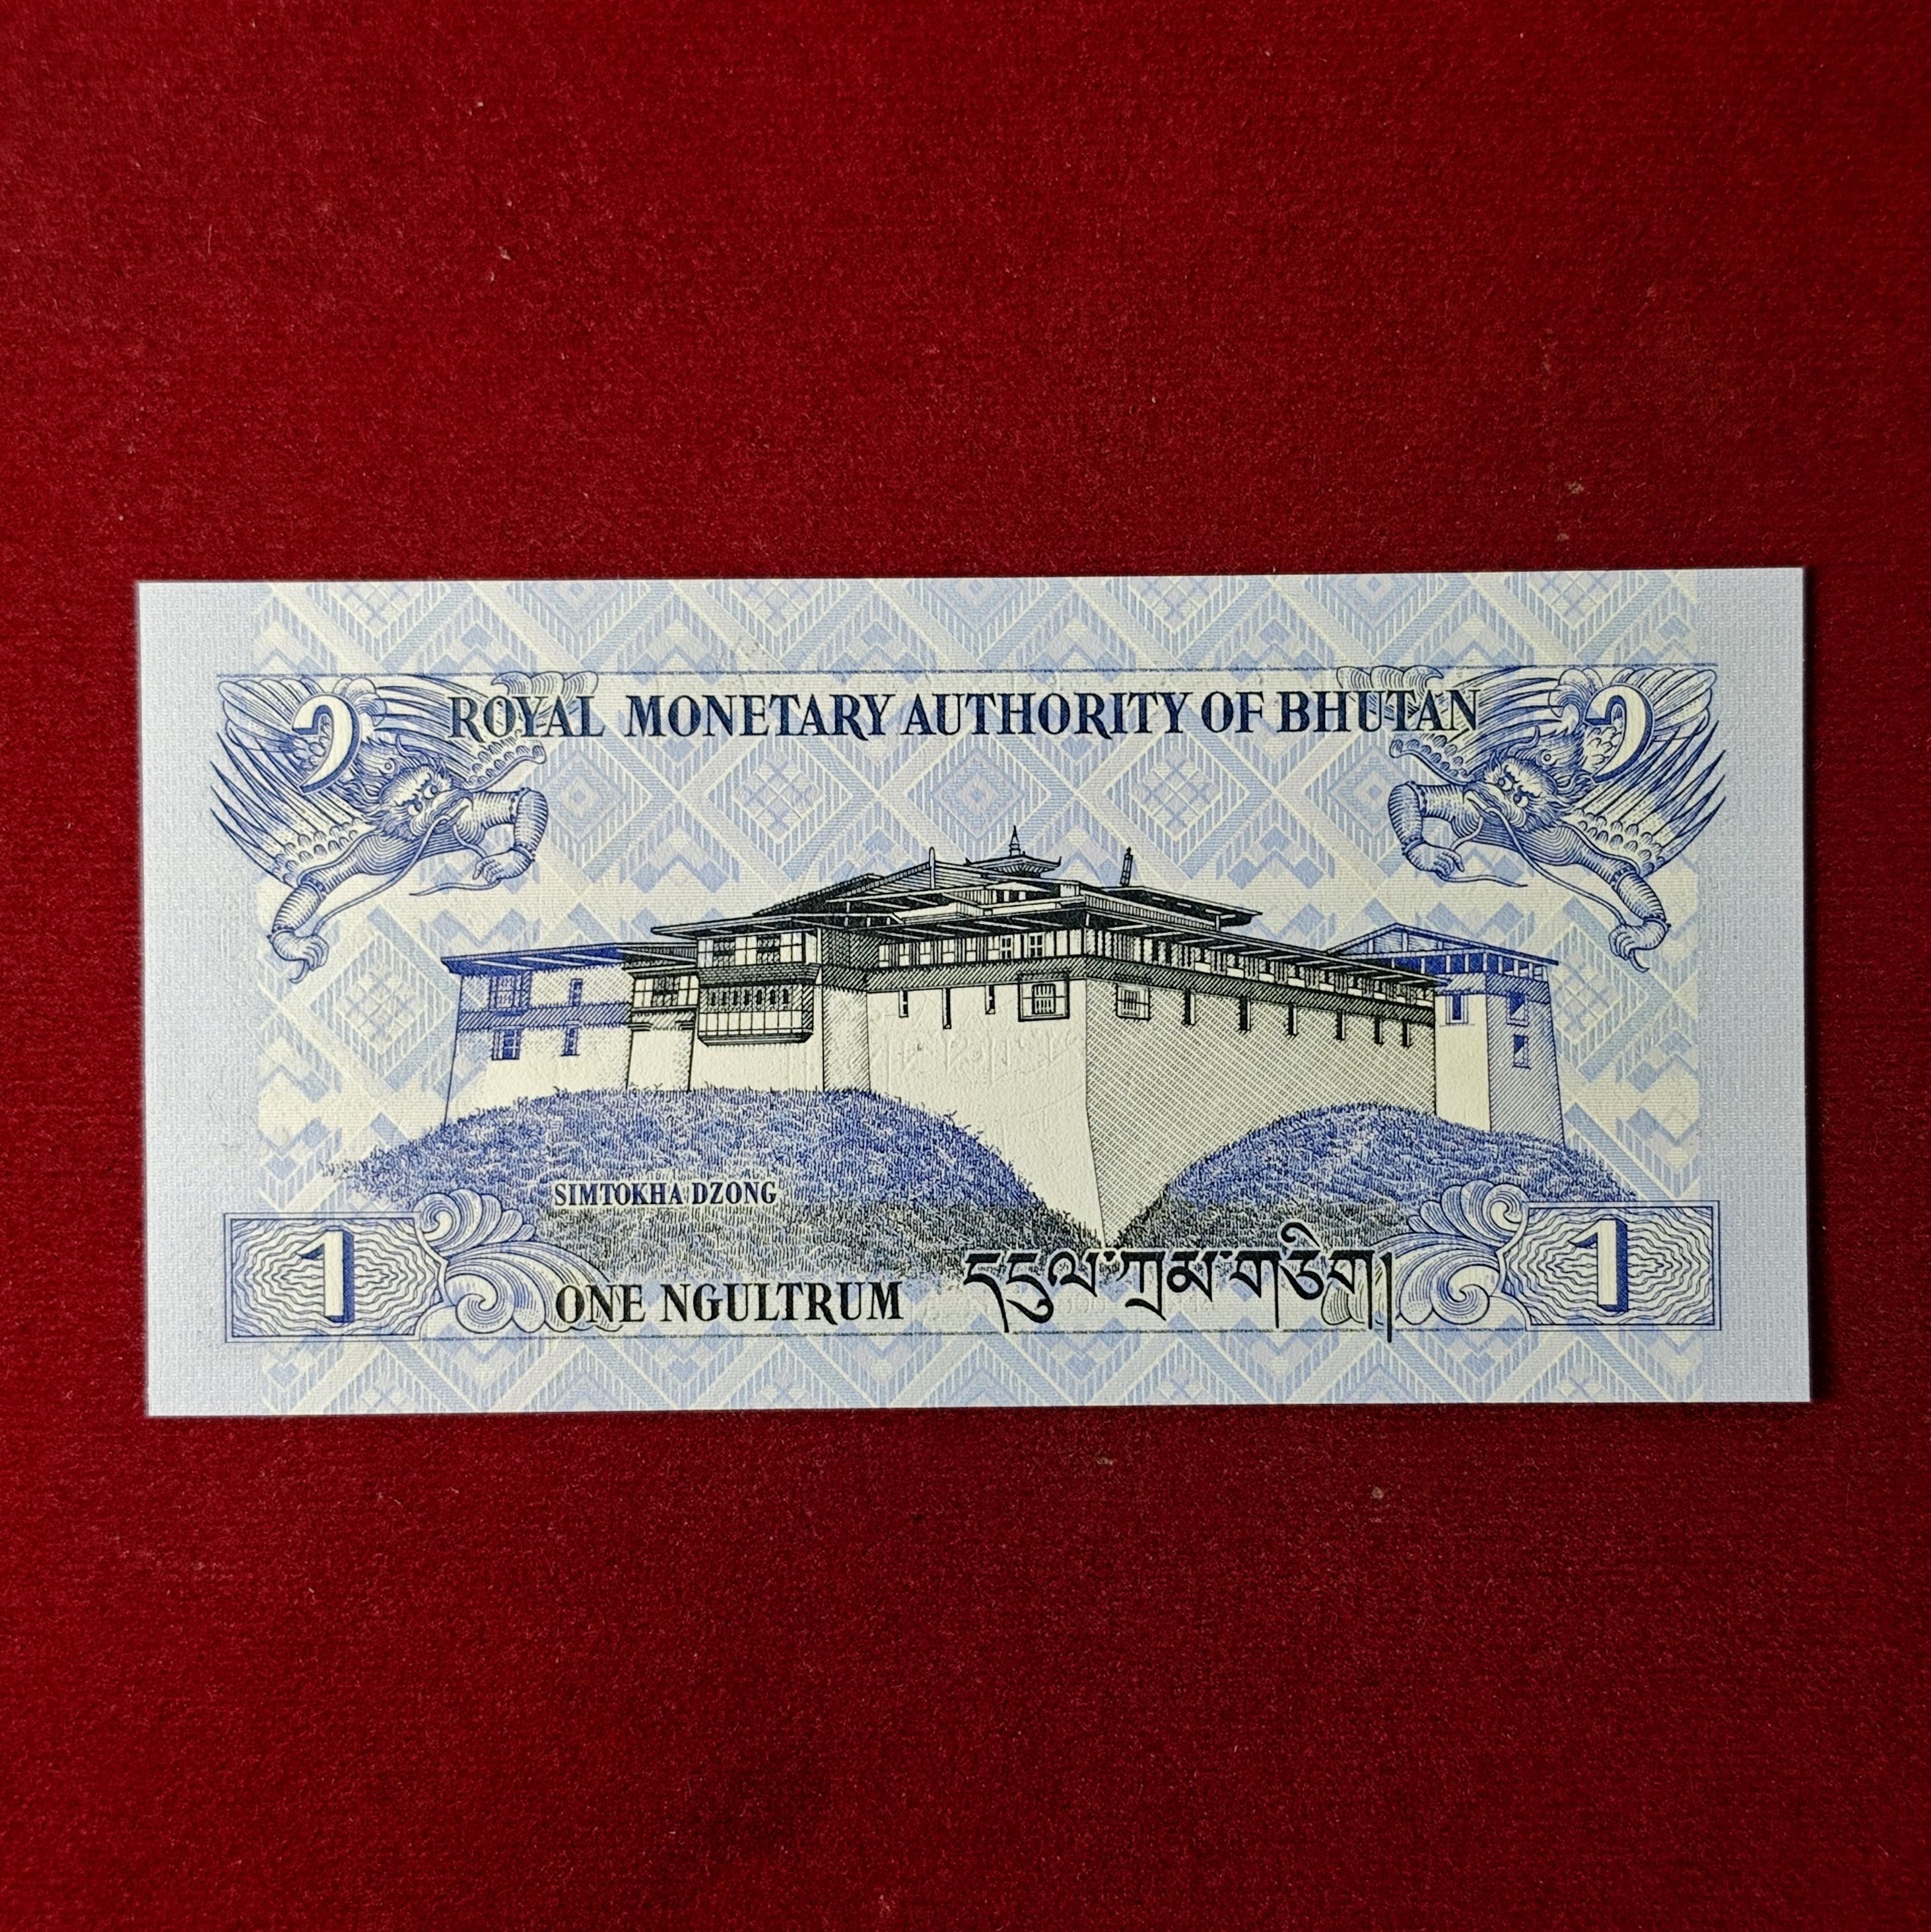 ༡ ROYAL MONETARY AUTHORITY OF BHUTAN ༡
SIMTOKHA DZONG
1 ONE NGULTRUM དངུལ་ཀྲམ་གཅིག། 1